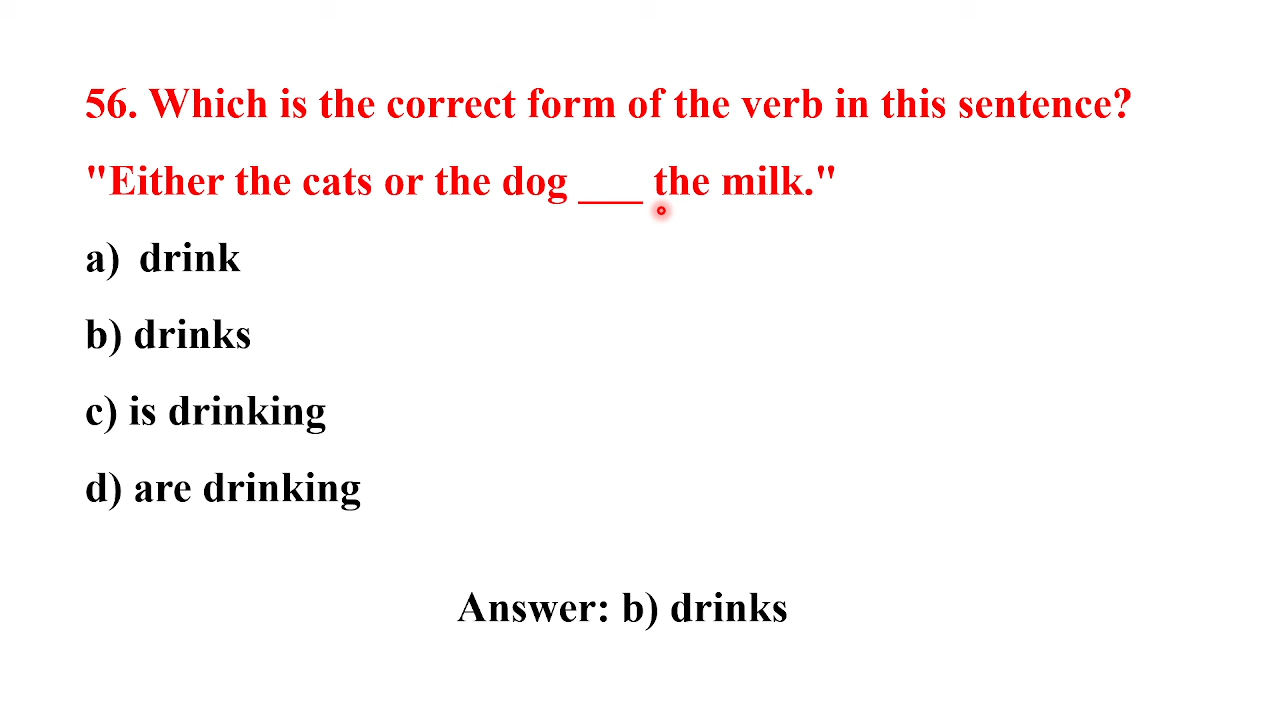 56. Which is the correct form of the verb in this sentence?
"Either the cats or the dog ___ the milk."
a) drink
b) drinks
c) is drinking
d) are drinking
Answer: b) drinks